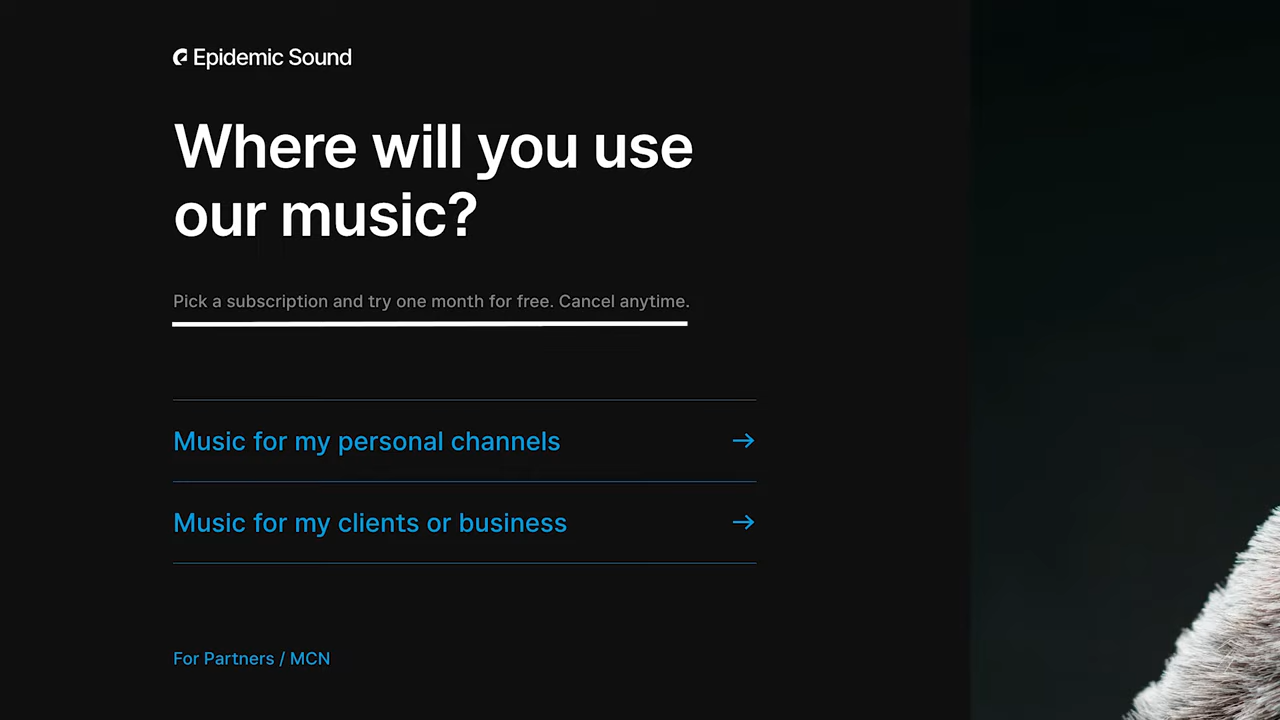 Epidemic Sound
Where will you use
our music?
Pick a subscription and try one month for free. Cancel anytime.
Music for my personal channels
Music for my clients or business
For Partners / MCN